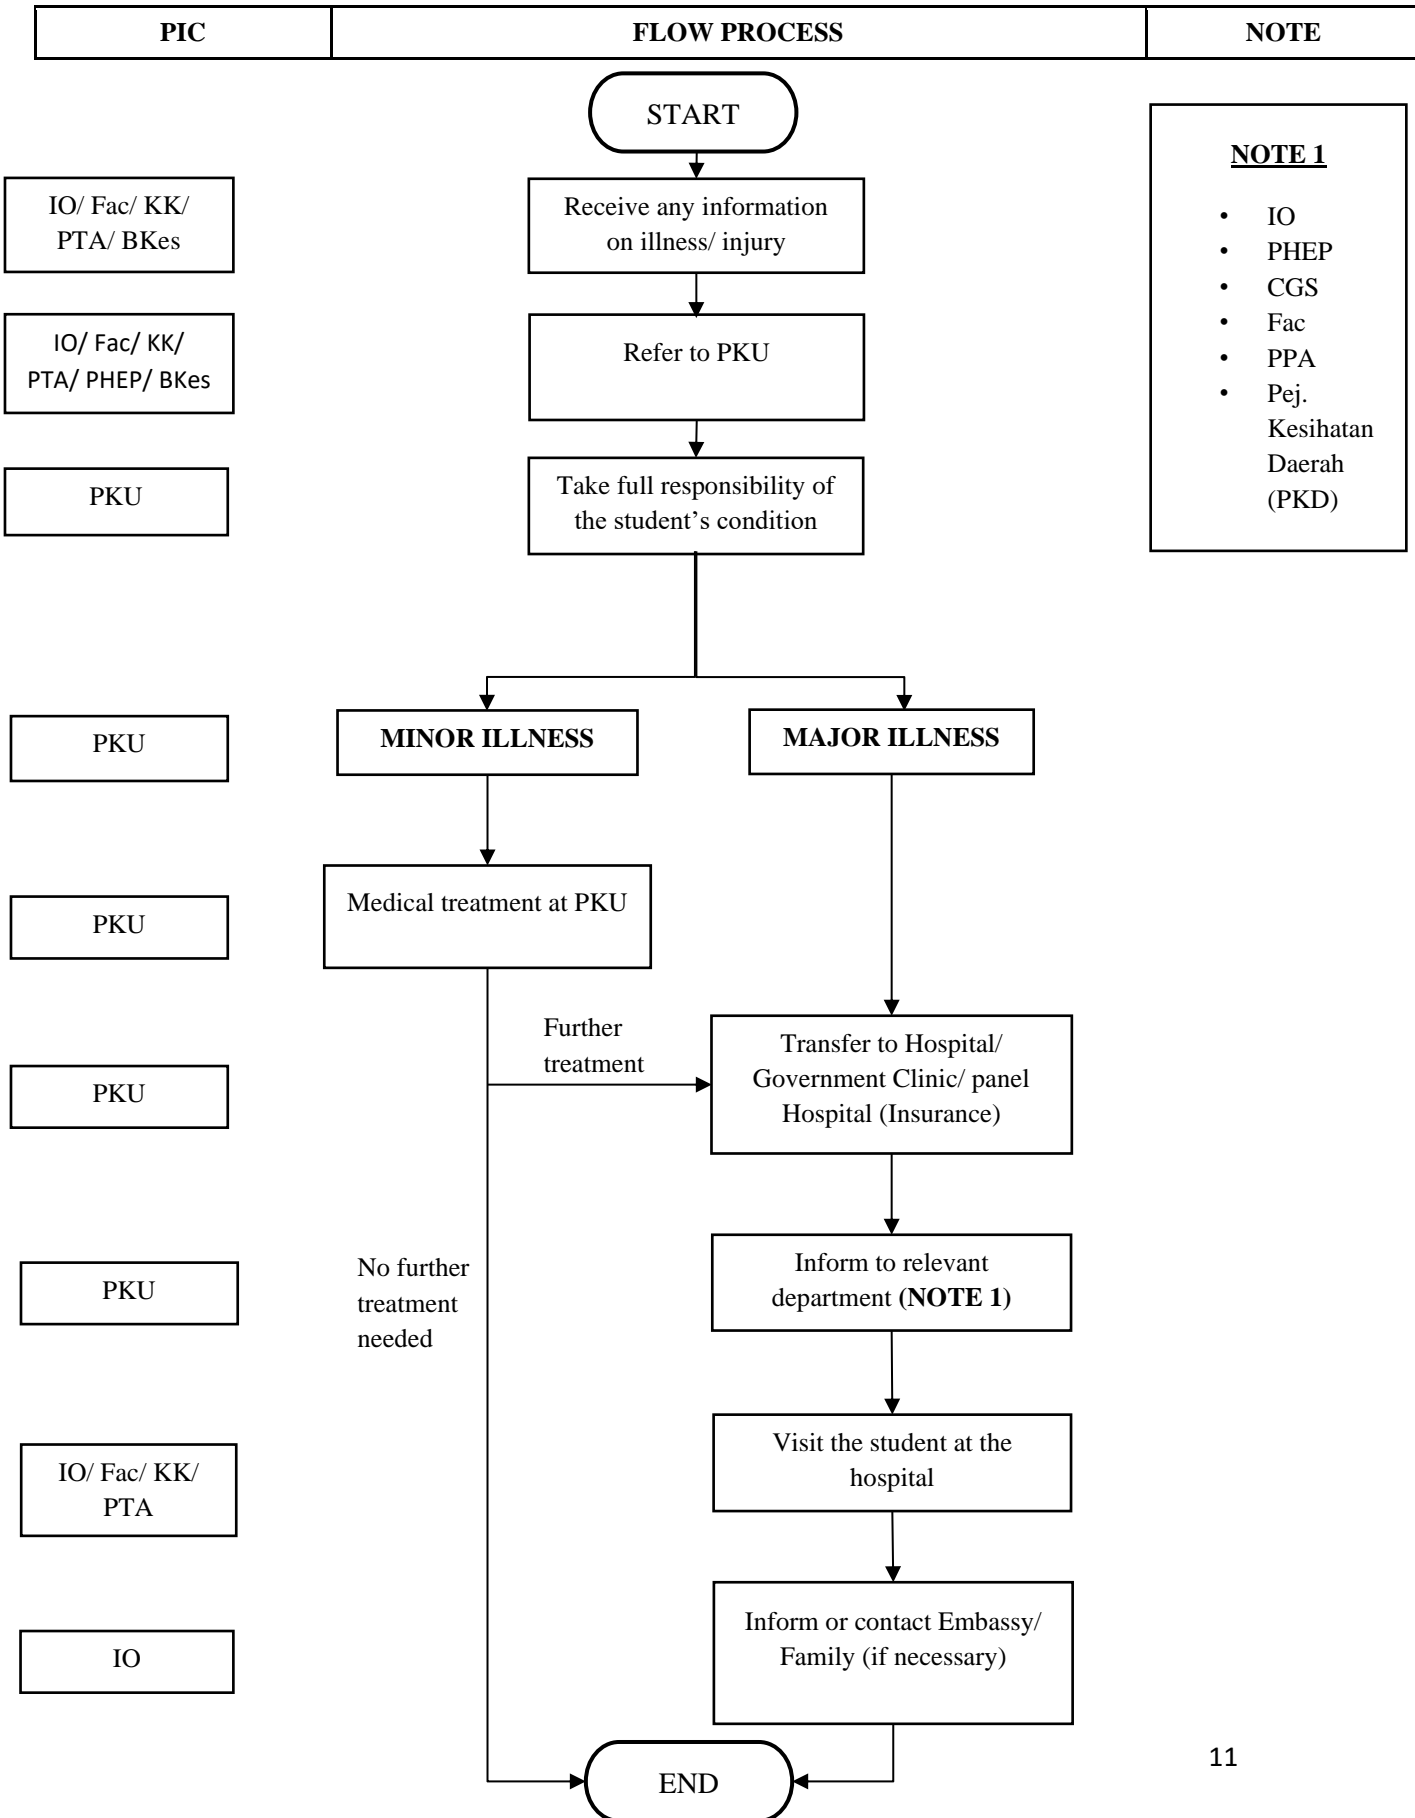 PIC
FLOW PROCESS
NOTE
START
NOTE 1
• IO
• PHEP
• CGS
• Fac
• PPA
• Pej.
Kesihatan
Daerah
(PKD)
IO/ Fac/ KK/
PTA/ BKes
Receive any information
on illness/ injury
IO/ Fac/ KK/
PTA/ PHEP/ BKes
Refer to PKU
PKU
Take full responsibility of
the student’s condition
PKU
MINOR ILLNESS
MAJOR ILLNESS
PKU
Medical treatment at PKU
Further
treatment
PKU
Transfer to Hospital/
Government Clinic/ panel
Hospital (Insurance)
No further
treatment
needed
PKU
Inform to relevant
department (NOTE 1)
IO/ Fac/ KK/
PTA
Visit the student at the
hospital
IO
Inform or contact Embassy/
Family (if necessary)
END
11